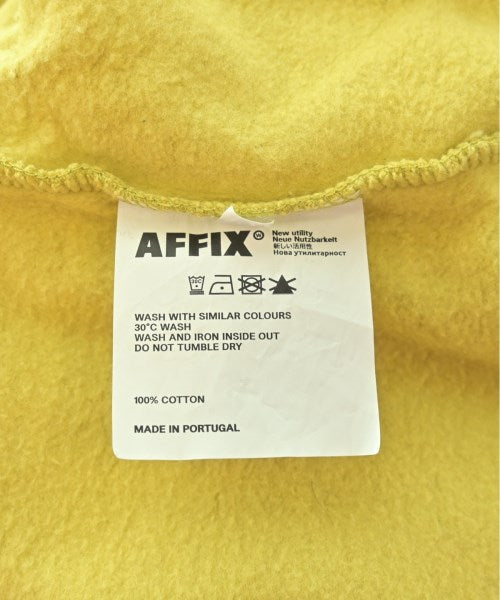 AFFIX
New utility
Neue Nutzbarkeit
新しい活用性
Нова утилитарност
30
WASH WITH SIMILAR COLOURS
30°C WASH
WASH AND IRON INSIDE OUT
DO NOT TUMBLE DRY
100% COTTON
MADE IN PORTUGAL